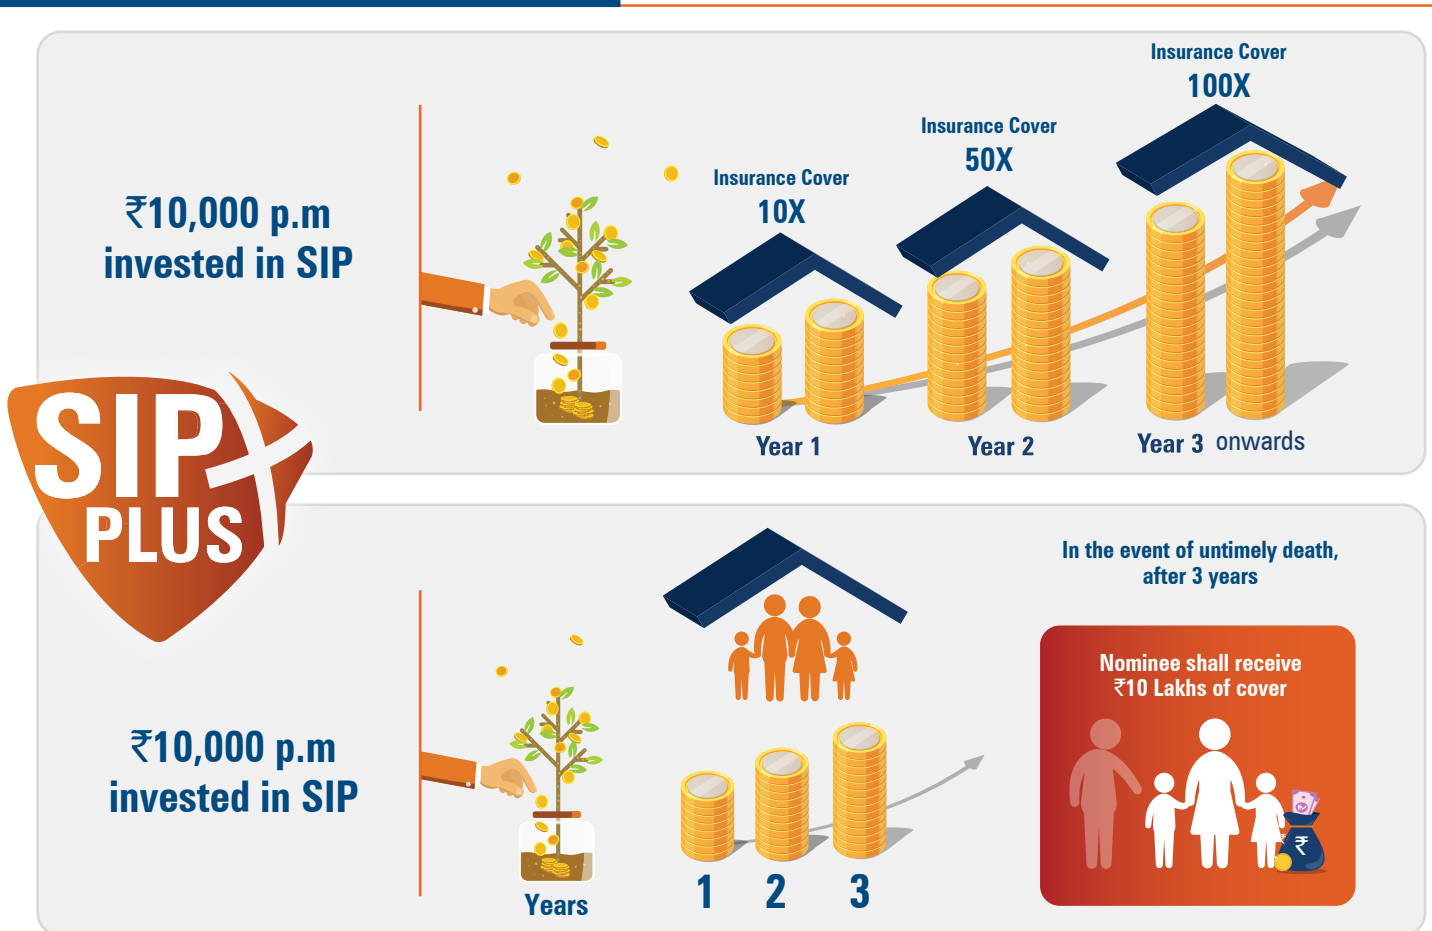 ₹10,000 p.m
invested in SIP
Insurance Cover
10X
Insurance Cover
50X
Insurance Cover
100X
Year 1
Year 2
Year 3 onwards
SIP
PLUS
₹10,000 p.m
invested in SIP
Years
1 2 3
In the event of untimely death,
after 3 years
Nominee shall receive
₹10 Lakhs of cover
₹
₹